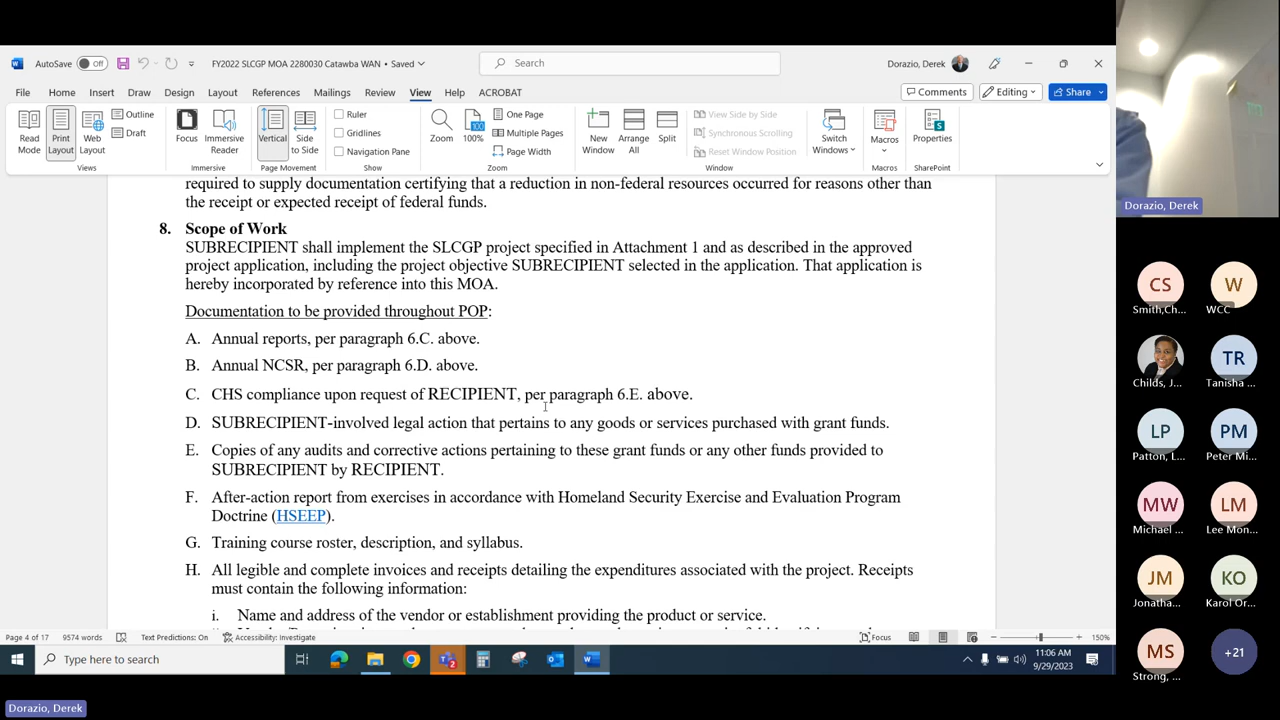 AutoSave Off
FY2022 SLCGP MOA 2280030 Catawba WAN • Saved
Search
Dorazio, Derek
File Home Insert Draw Design Layout References Mailings Review View Help ACROBAT
Comments Editing Share
Read Mode
Print Layout
Web Layout
Outline
Draft
Views
Focus
Immersive Reader
Immersive
Vertical
Side to Side
Page Movement
Ruler
Gridlines
Navigation Pane
Show
Zoom
100
100%
One Page
Multiple Pages
Page Width
Zoom
New Window
Arrange All
Split
View Side by Side
Synchronous Scrolling
Reset Window Position
Window
Switch Windows
Macros
Macros
Properties
SharePoint
required to supply documentation certifying that a reduction in non-federal resources occurred for reasons other than
the receipt or expected receipt of federal funds.
8. Scope of Work
SUBRECIPIENT shall implement the SLCGP project specified in Attachment 1 and as described in the approved
project application, including the project objective SUBRECIPIENT selected in the application. That application is
hereby incorporated by reference into this MOA.
Documentation to be provided throughout POP:
A. Annual reports, per paragraph 6.C. above.
B. Annual NCSR, per paragraph 6.D. above.
C. CHS compliance upon request of RECIPIENT, per paragraph 6.E. above.
D. SUBRECIPIENT-involved legal action that pertains to any goods or services purchased with grant funds.
E. Copies of any audits and corrective actions pertaining to these grant funds or any other funds provided to
SUBRECIPIENT by RECIPIENT.
F. After-action report from exercises in accordance with Homeland Security Exercise and Evaluation Program
Doctrine (HSEEP).
G. Training course roster, description, and syllabus.
H. All legible and complete invoices and receipts detailing the expenditures associated with the project. Receipts
must contain the following information:
i. Name and address of the vendor or establishment providing the product or service.
Page 4 of 17 9574 words Text Predictions: On Accessibility: Investigate Focus 150%
Type here to search
11:06 AM
9/29/2023
Dorazio, Derek
Dorazio, Derek
CS
Smith,Ch...
W
WCC
Childs, J...
TR
Tanisha ...
LP
Patton, L...
PM
Peter Mi...
MW
Michael ...
LM
Lee Mon...
JM
Jonatha...
KO
Karol Or...
MS
Strong, ...
+21